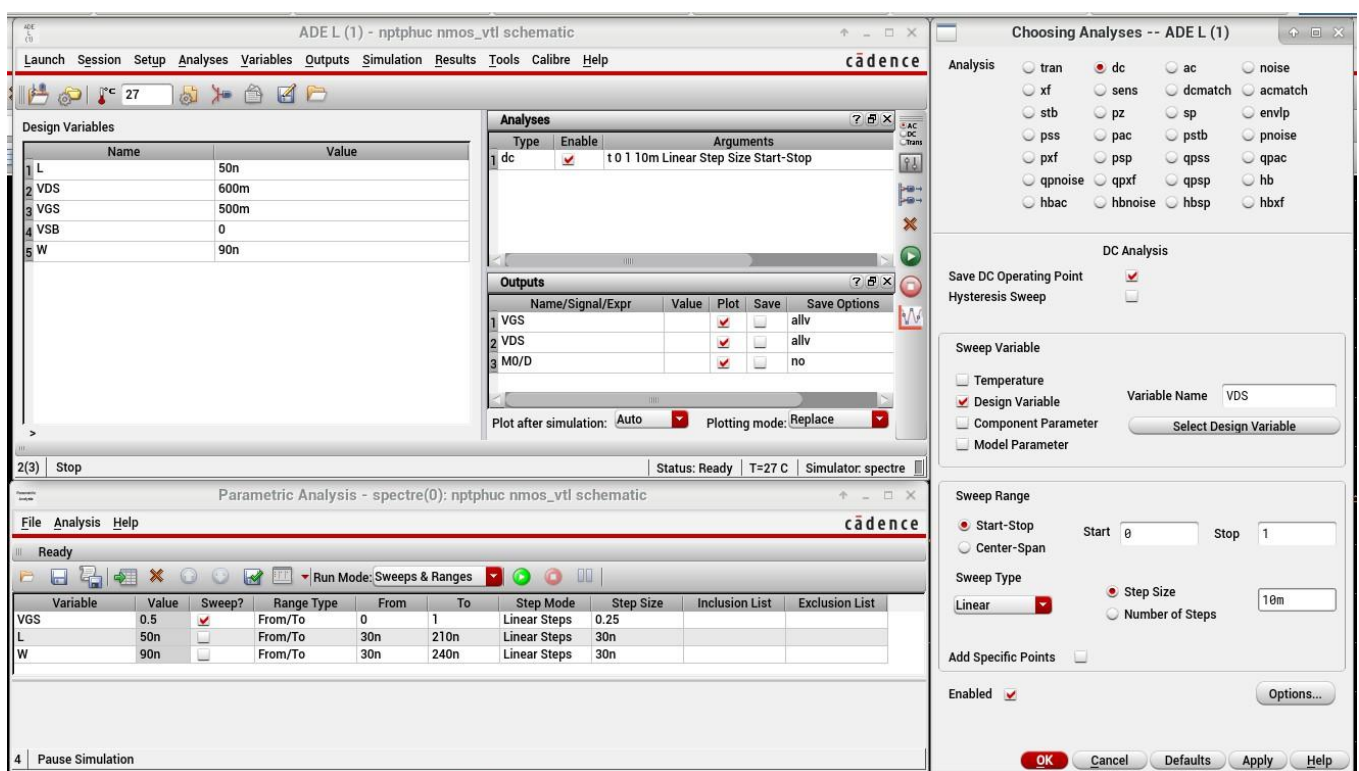 ADE L (1) - nptphuc nmos_vtl schematic
Launch Session Setup Analyses Variables Outputs Simulation Results Tools Calibre Help
cādence
°C 27
Design Variables
Name Value
1 L 50n
2 VDS 600m
3 VGS 500m
4 VSB 0
5 W 90n
>
Analyses
Type Enable Arguments
1 dc t 0 1 10m Linear Step Size Start-Stop
Outputs
Name/Signal/Expr Value Plot Save Save Options
1 VGS allv
2 VDS allv
3 M0/D no
Plot after simulation: Auto Plotting mode: Replace
AC
DC
Trans
2(3) Stop
Status: Ready T=27 C Simulator: spectre
Parametric Analysis - spectre(0): nptphuc nmos_vtl schematic
File Analysis Help
cādence
Ready
Run Mode: Sweeps & Ranges
Variable Value Sweep? Range Type From To Step Mode Step Size Inclusion List Exclusion List
VGS 0.5 From/To 0 1 Linear Steps 0.25
L 50n From/To 30n 210n Linear Steps 30n
W 90n From/To 30n 240n Linear Steps 30n
4 Pause Simulation
Choosing Analyses -- ADE L (1)
Analysis tran dc ac noise
xf sens dcmatch acmatch
stb pz sp envlp
pss pac pstb pnoise
pxf psp qpss qpac
qpnoise qpxf qpsp hb
hbac hbnoise hbsp hbxf
DC Analysis
Save DC Operating Point
Hysteresis Sweep
Sweep Variable
Temperature
Design Variable
Component Parameter
Model Parameter
Variable Name VDS
Select Design Variable
Sweep Range
Start-Stop
Center-Span
Start 0 Stop 1
Sweep Type
Linear
Step Size
Number of Steps
10m
Add Specific Points
Enabled
Options...
OK Cancel Defaults Apply Help